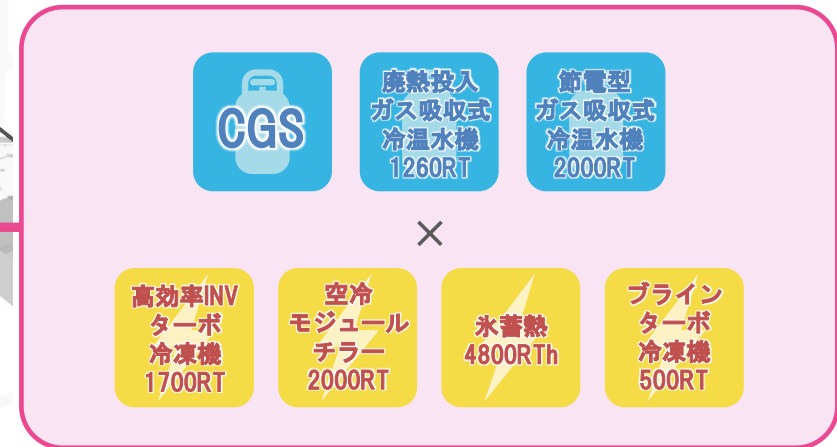 CGS
廃熱投入
ガス吸収式
冷温水機
1260RT
節電型
ガス吸収式
冷温水機
2000RT
×
高効率INV
ターボ
冷凍機
1700RT
空冷
モジュール
チラー
2000RT
氷蓄熱
4800RTh
ブライン
ターボ
冷凍機
500RT